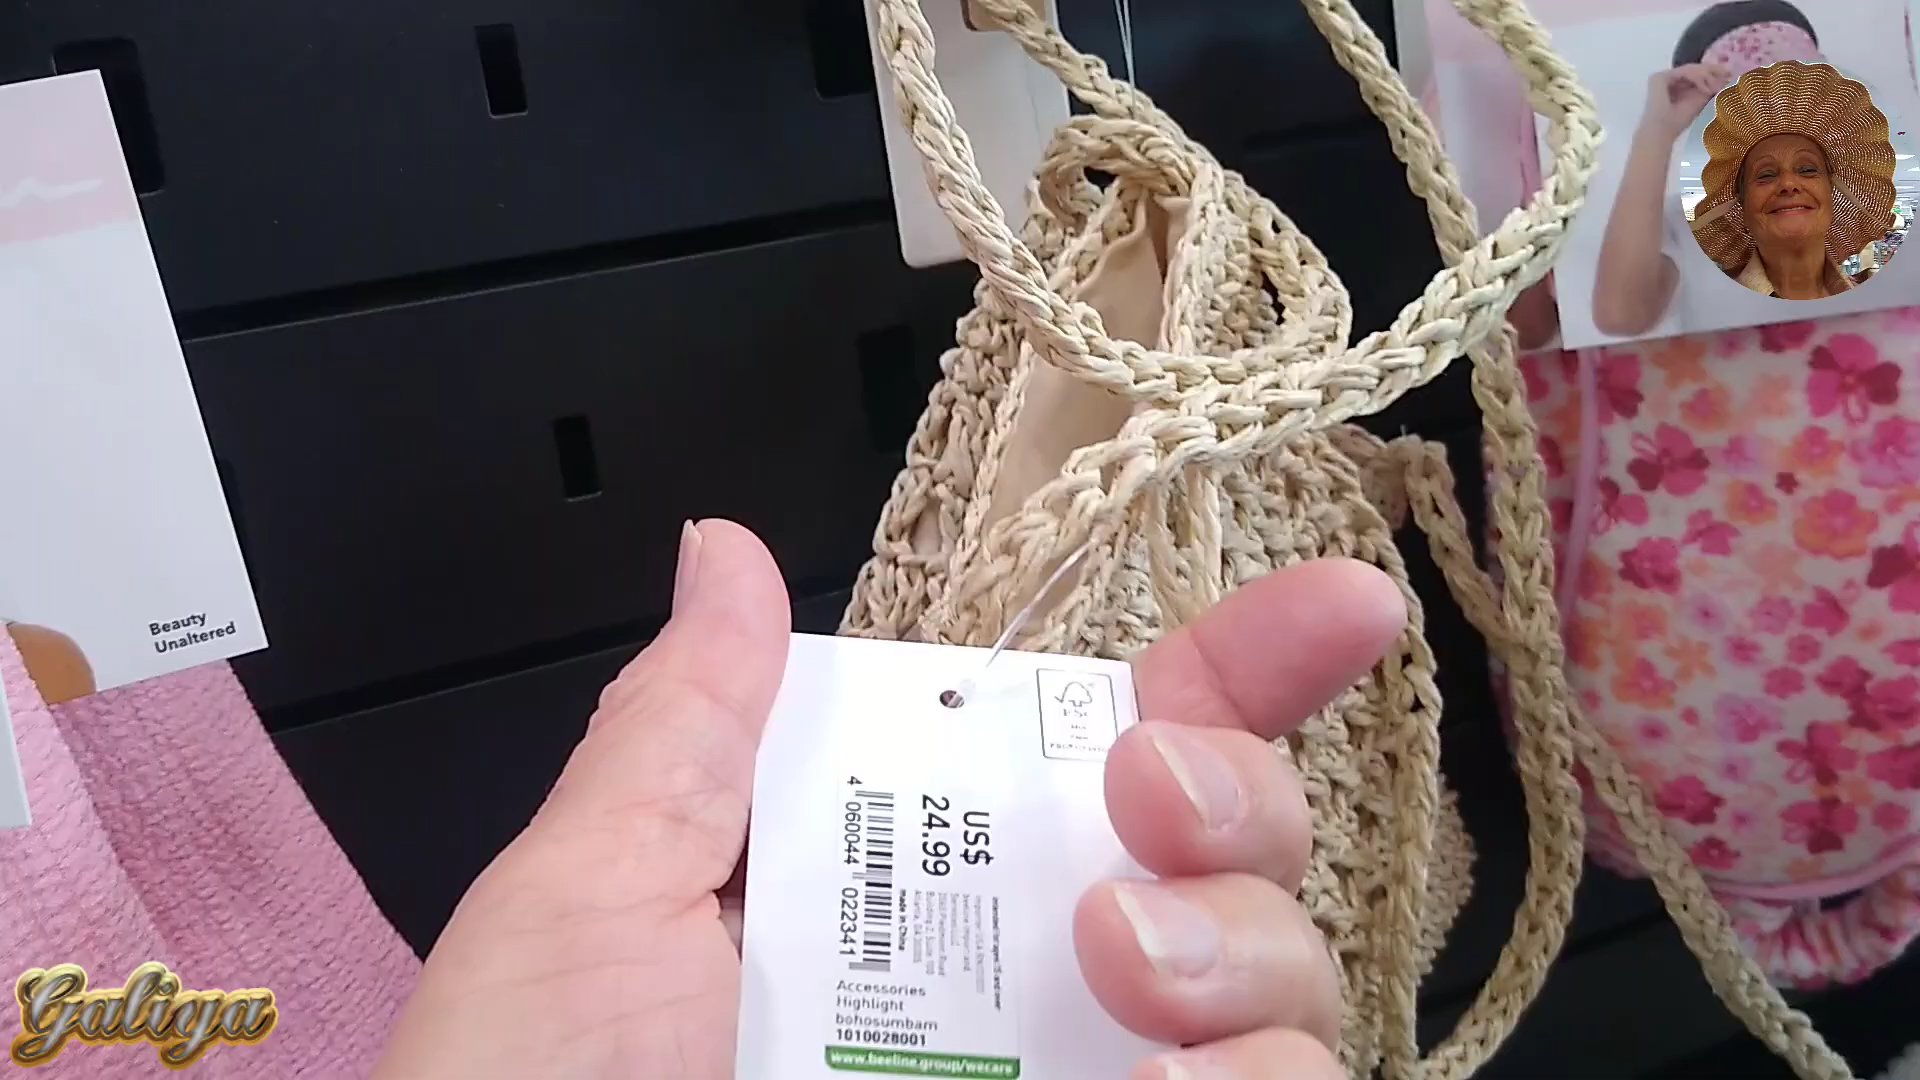 Beauty
Unaltered
FSC
US$
24.99
4 060044 022341
made in China
Accessories
Highlight
bohosumbam
1010028001
www.beeline.group/wecare
Galiya